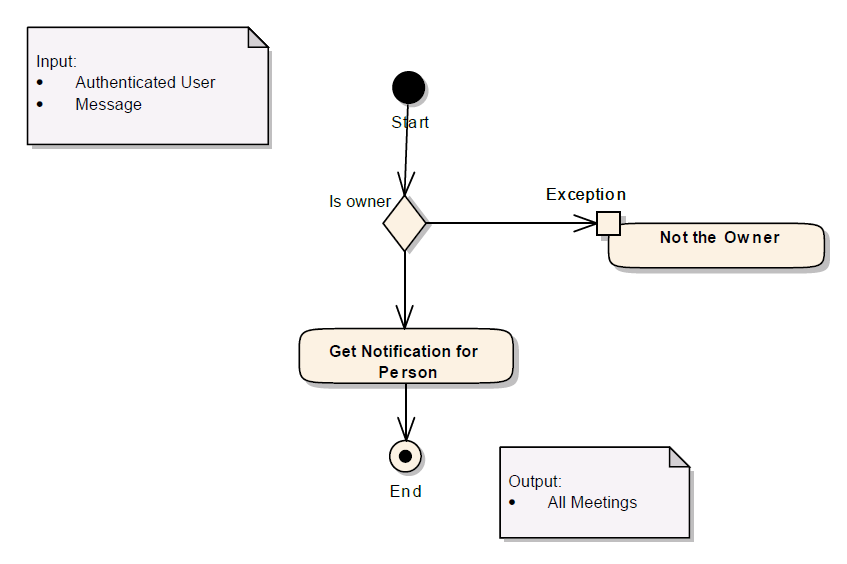 Input:
• Authenticated User
• Message
Start
Is owner
Exception
Not the Owner
Get Notification for
Person
End
Output:
• All Meetings